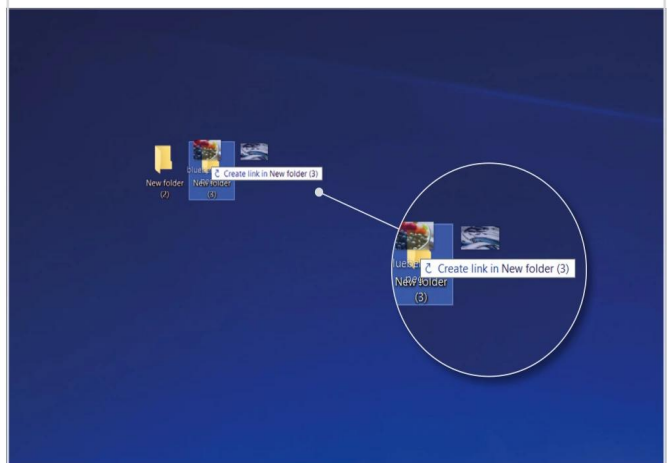 New folder
(2)
New folder
(3)
Create link in New folder (3)
Create link in New folder (3)
New folder
(3)